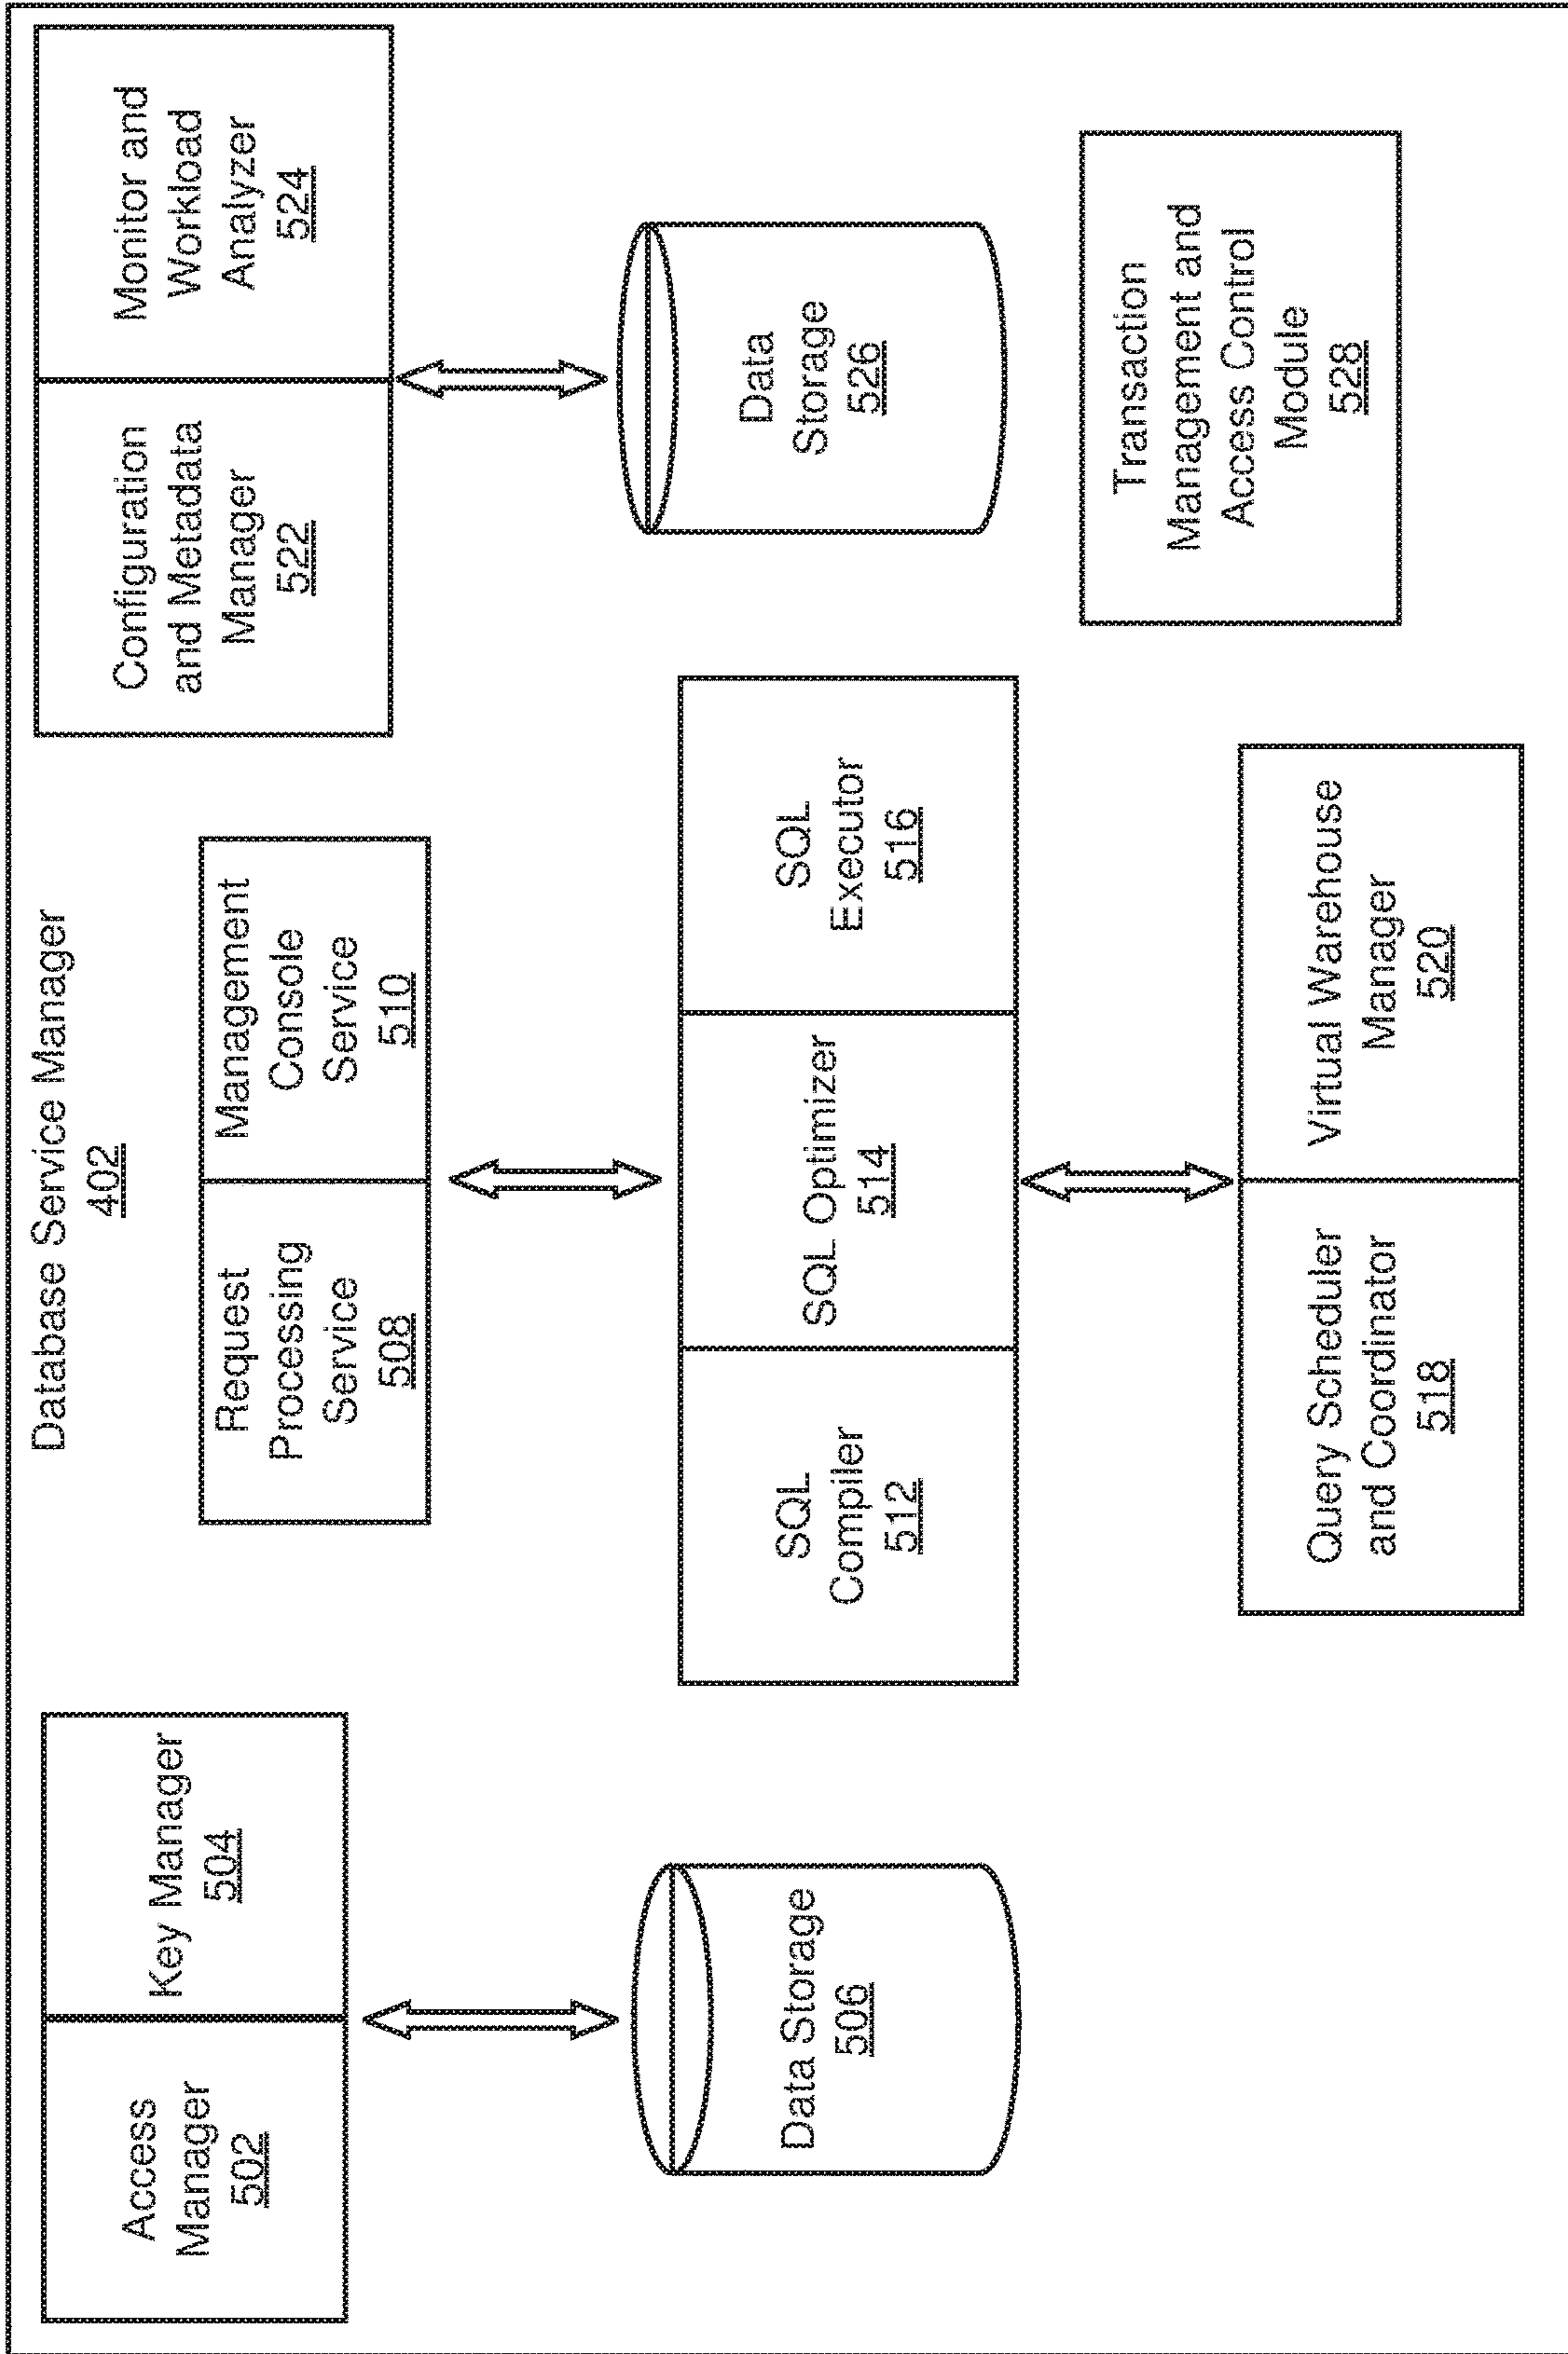 Database Service Manager
402
Access
Manager
502
Key Manager
504
Data Storage
506
Request
Processing
Service
508
Management
Console
Service
510
SQL
Compiler
512
SQL Optimizer
514
SQL
Executor
516
Query Scheduler
and Coordinator
518
Virtual Warehouse
Manager
520
Configuration
and Metadata
Manager
522
Monitor and
Workload
Analyzer
524
Data
Storage
526
Transaction
Management and
Access Control
Module
528